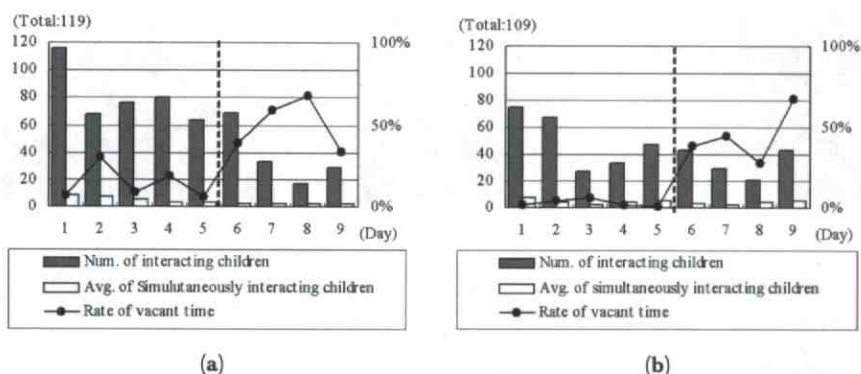 (Total:119)
120
100
80
60
40
20
0
100%
50%
0%
1 2 3 4 5 6 7 8 9 (Day)
Num. of interacting children
Avg. of Simulutaneously interacting children
Rate of vacant time
(a)
(Total:109)
120
100
80
60
40
20
0
100%
50%
0%
1 2 3 4 5 6 7 8 9 (Day)
Num. of interacting children
Avg. of simultaneously interacting children
Rate of vacant time
(b)